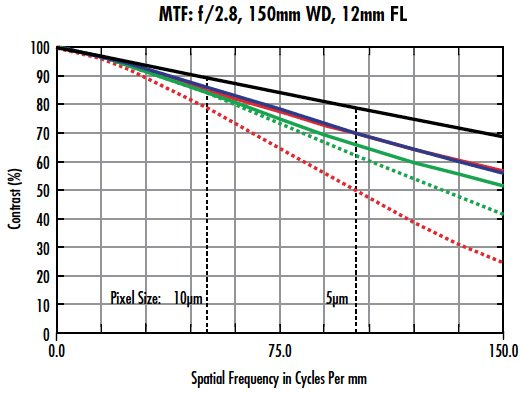 MTF: f/2.8, 150mm WD, 12mm FL
100
90
80
70
60
50
40
30
20
10
0
Contrast (%)
Pixel Size: 10μm
5μm
0.0 75.0 150.0
Spatial Frequency in Cycles Per mm